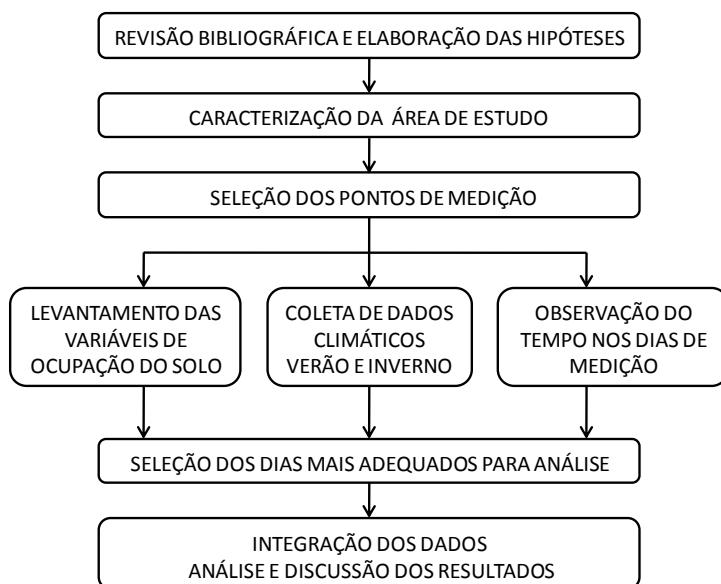 REVISÃO BIBLIOGRÁFICA E ELABORAÇÃO DAS HIPÓTESES
CARACTERIZAÇÃO DA ÁREA DE ESTUDO
SELEÇÃO DOS PONTOS DE MEDIÇÃO
LEVANTAMENTO DAS
VARIÁVEIS DE
OCUPAÇÃO DO SOLO
COLETA DE DADOS
CLIMÁTICOS
VERÃO E INVERNO
OBSERVAÇÃO DO
TEMPO NOS DIAS DE
MEDIÇÃO
SELEÇÃO DOS DIAS MAIS ADEQUADOS PARA ANÁLISE
INTEGRAÇÃO DOS DADOS
ANÁLISE E DISCUSSÃO DOS RESULTADOS